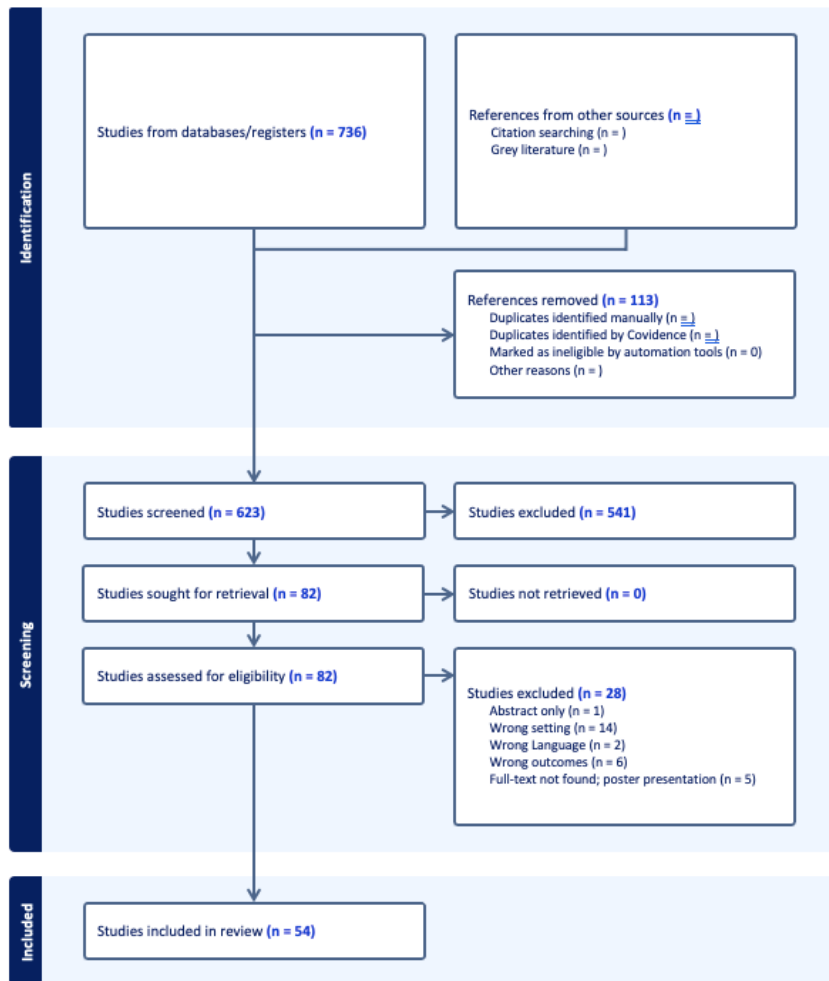 Identification
Studies from databases/registers (n = 736)
References from other sources (n = )
Citation searching (n = )
Grey literature (n = )
References removed (n = 113)
Duplicates identified manually (n = )
Duplicates identified by Covidence (n = )
Marked as ineligible by automation tools (n = 0)
Other reasons (n = )
Screening
Studies screened (n = 623)
Studies excluded (n = 541)
Studies sought for retrieval (n = 82)
Studies not retrieved (n = 0)
Studies assessed for eligibility (n = 82)
Studies excluded (n = 28)
Abstract only (n = 1)
Wrong setting (n = 14)
Wrong Language (n = 2)
Wrong outcomes (n = 6)
Full-text not found; poster presentation (n = 5)
Included
Studies included in review (n = 54)